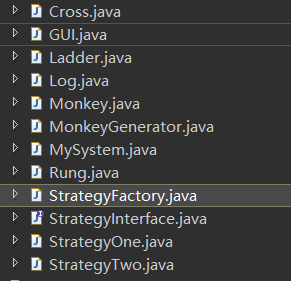 Cross.java
GUI.java
Ladder.java
Log.java
Monkey.java
MonkeyGenerator.java
MySystem.java
Rung.java
StrategyFactory.java
StrategyInterface.java
StrategyOne.java
StrategyTwo.java